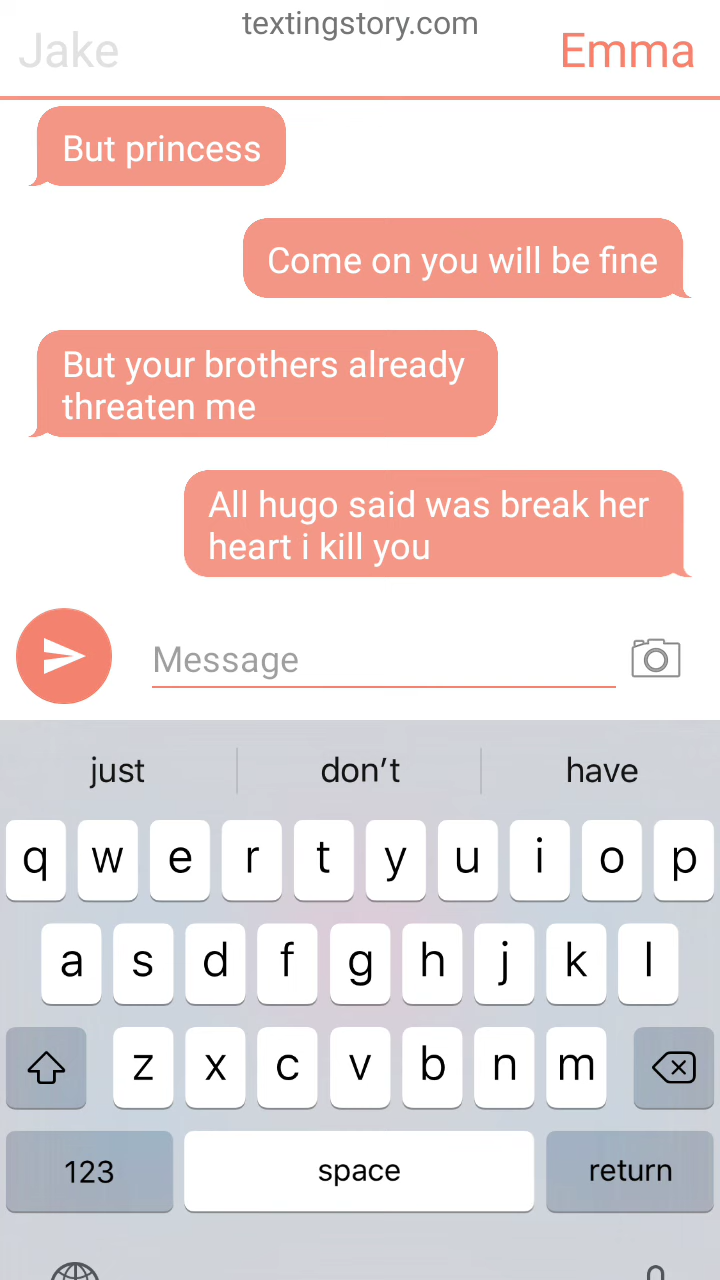 textingstory.com
Jake
Emma
But princess
Come on you will be fine
But your brothers already
threaten me
All hugo said was break her
heart i kill you
Message
just don't have
q w e r t y u i o p
a s d f g h j k l
z x c v b n m
123 space return